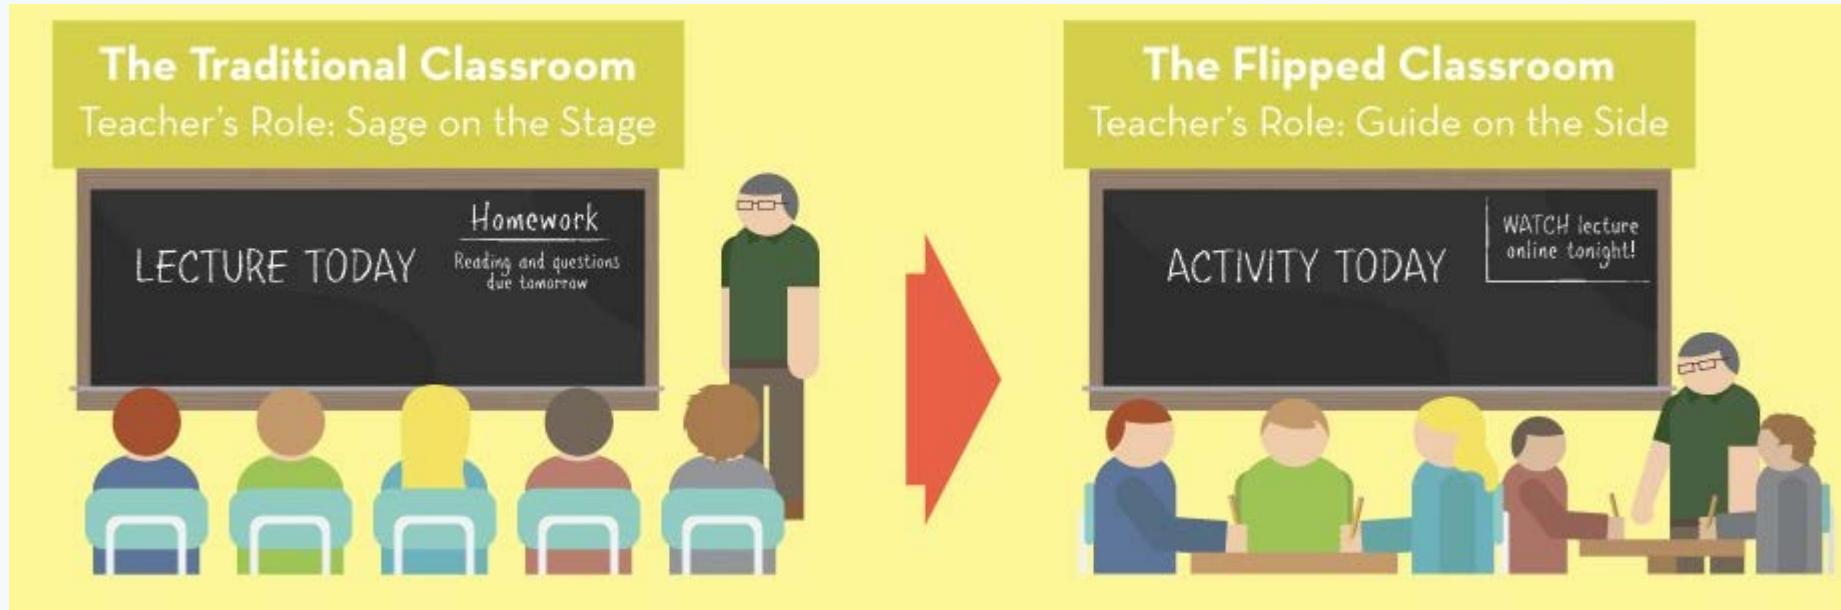 The Traditional Classroom
Teacher's Role: Sage on the Stage
LECTURE TODAY
Homework
Reading and questions
due tomorrow
The Flipped Classroom
Teacher's Role: Guide on the Side
ACTIVITY TODAY
WATCH lecture
online tonight!